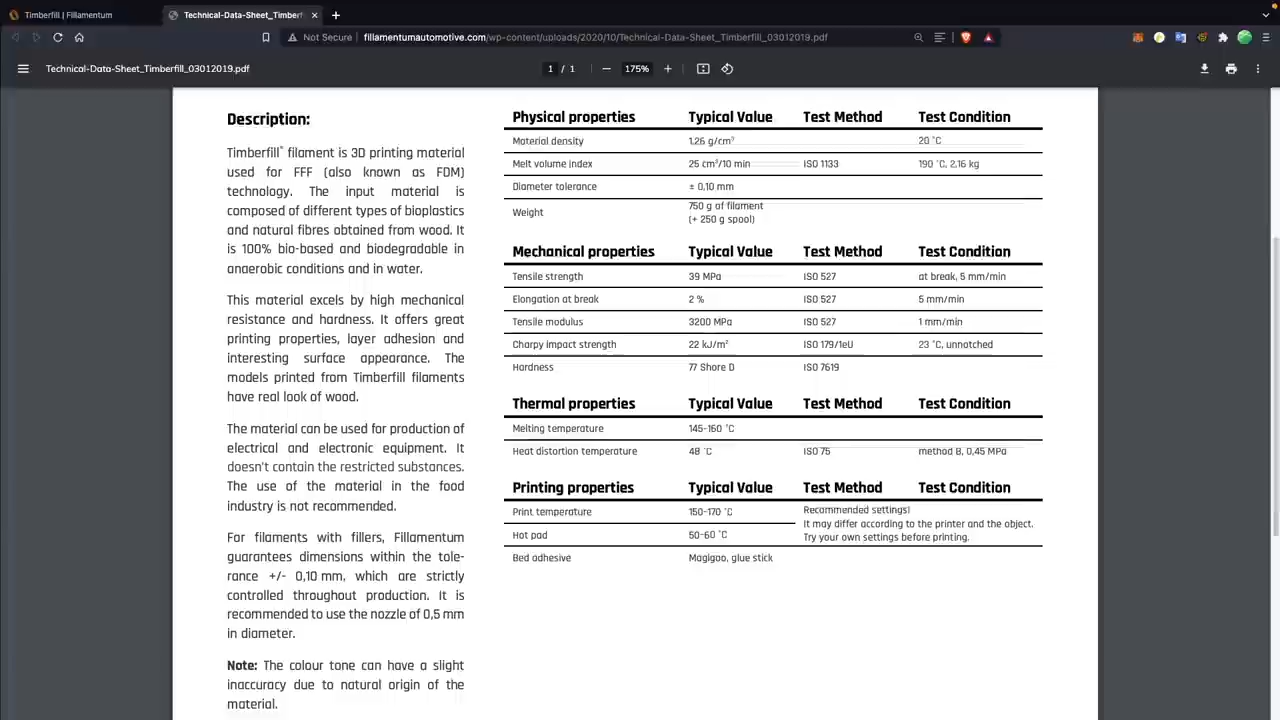 Timberfill | Fillamentum
Technical-Data-Sheet_Timberf
Not Secure | fillamentumautomotive.com/wp-content/uploads/2020/10/Technical-Data-Sheet_Timberfill_03012019.pdf
Technical-Data-Sheet_Timberfill_03012019.pdf
1 / 1
175%
Description:
Timberfill® filament is 3D printing material
used for FFF (also known as FDM)
technology. The input material is
composed of different types of bioplastics
and natural fibres obtained from wood. It
is 100% bio-based and biodegradable in
anaerobic conditions and in water.
This material excels by high mechanical
resistance and hardness. It offers great
printing properties, layer adhesion and
interesting surface appearance. The
models printed from Timberfill filaments
have real look of wood.
The material can be used for production of
electrical and electronic equipment. It
doesn't contain the restricted substances.
The use of the material in the food
industry is not recommended.
For filaments with fillers, Fillamentum
guarantees dimensions within the tole-
rance +/- 0,10 mm, which are strictly
controlled throughout production. It is
recommended to use the nozzle of 0,5 mm
in diameter.
Note: The colour tone can have a slight
inaccuracy due to natural origin of the
material.
Physical properties Typical Value Test Method Test Condition
Material density 1,26 g/cm³ 20 °C
Melt volume index 25 cm³/10 min ISO 1133 190 °C, 2,16 kg
Diameter tolerance ± 0,10 mm
Weight 750 g of filament
(+ 250 g spool)
Mechanical properties Typical Value Test Method Test Condition
Tensile strength 39 MPa ISO 527 at break, 5 mm/min
Elongation at break 2 % ISO 527 5 mm/min
Tensile modulus 3200 MPa ISO 527 1 mm/min
Charpy impact strength 22 kJ/m² ISO 179/1eU 23 °C, unnotched
Hardness 77 Shore D ISO 7619
Thermal properties Typical Value Test Method Test Condition
Melting temperature 145-160 °C
Heat distortion temperature 48 °C ISO 75 method B, 0,45 MPa
Printing properties Typical Value Test Method Test Condition
Print temperature 150-170 °C Recommended settings!
It may differ according to the printer and the object.
Hot pad 50-60 °C Try your own settings before printing.
Bed adhesive Magigoo, glue stick